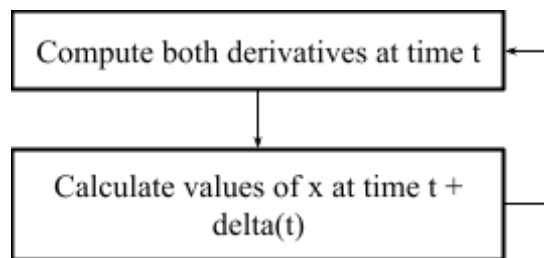 Compute both derivatives at time t
Calculate values of x at time t +
delta(t)